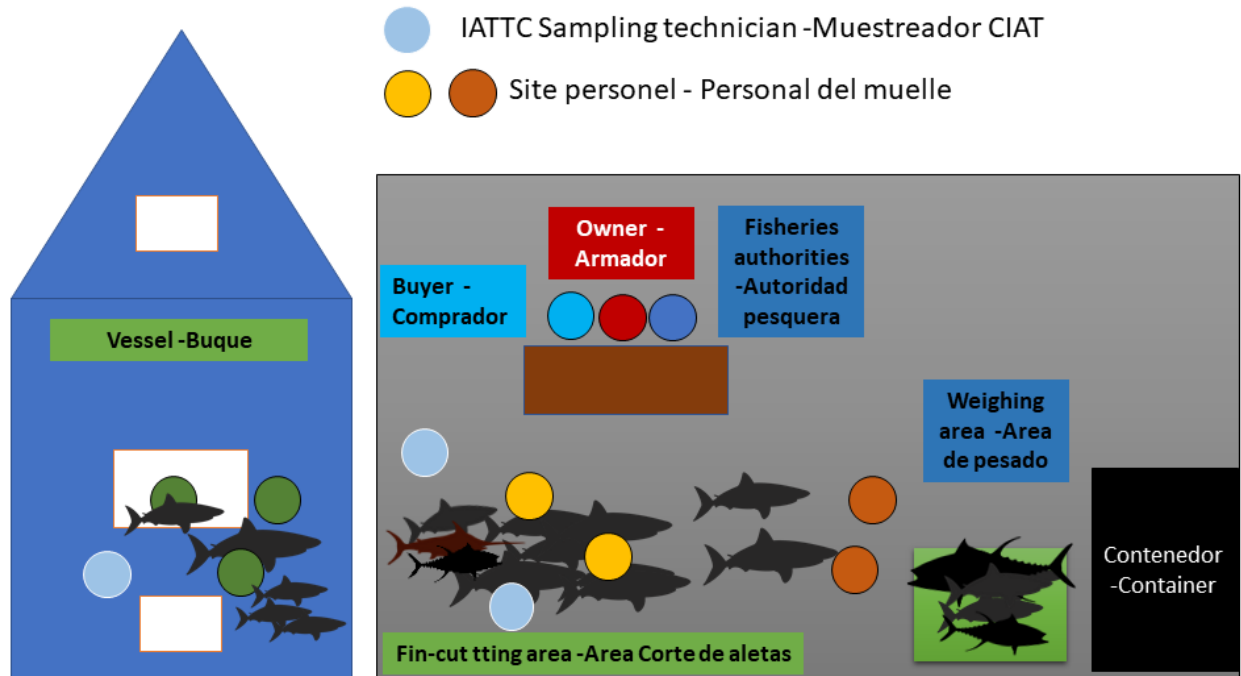 IATTC Sampling technician -Muestreador CIAT
Site personel - Personal del muelle
Owner -
Armador
Fisheries
authorities
-Autoridad
pesquera
Buyer -
Comprador
Vessel -Buque
Weighing
area -Area
de pesado
Contenedor
-Container
Fin-cut tting area -Area Corte de aletas